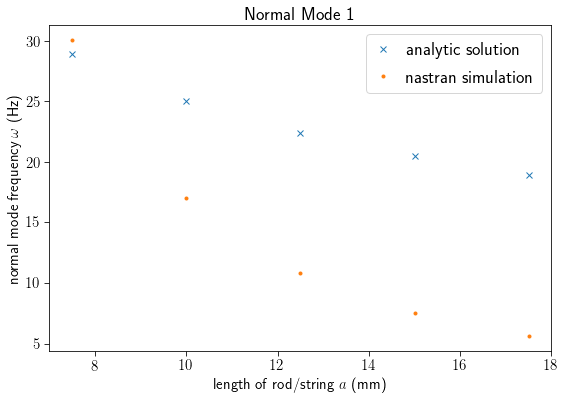 Normal Mode 1
analytic solution
nastran simulation
normal mode frequency ω (Hz)
30
25
20
15
10
5
8
10
12
14
16
18
length of rod/string a (mm)